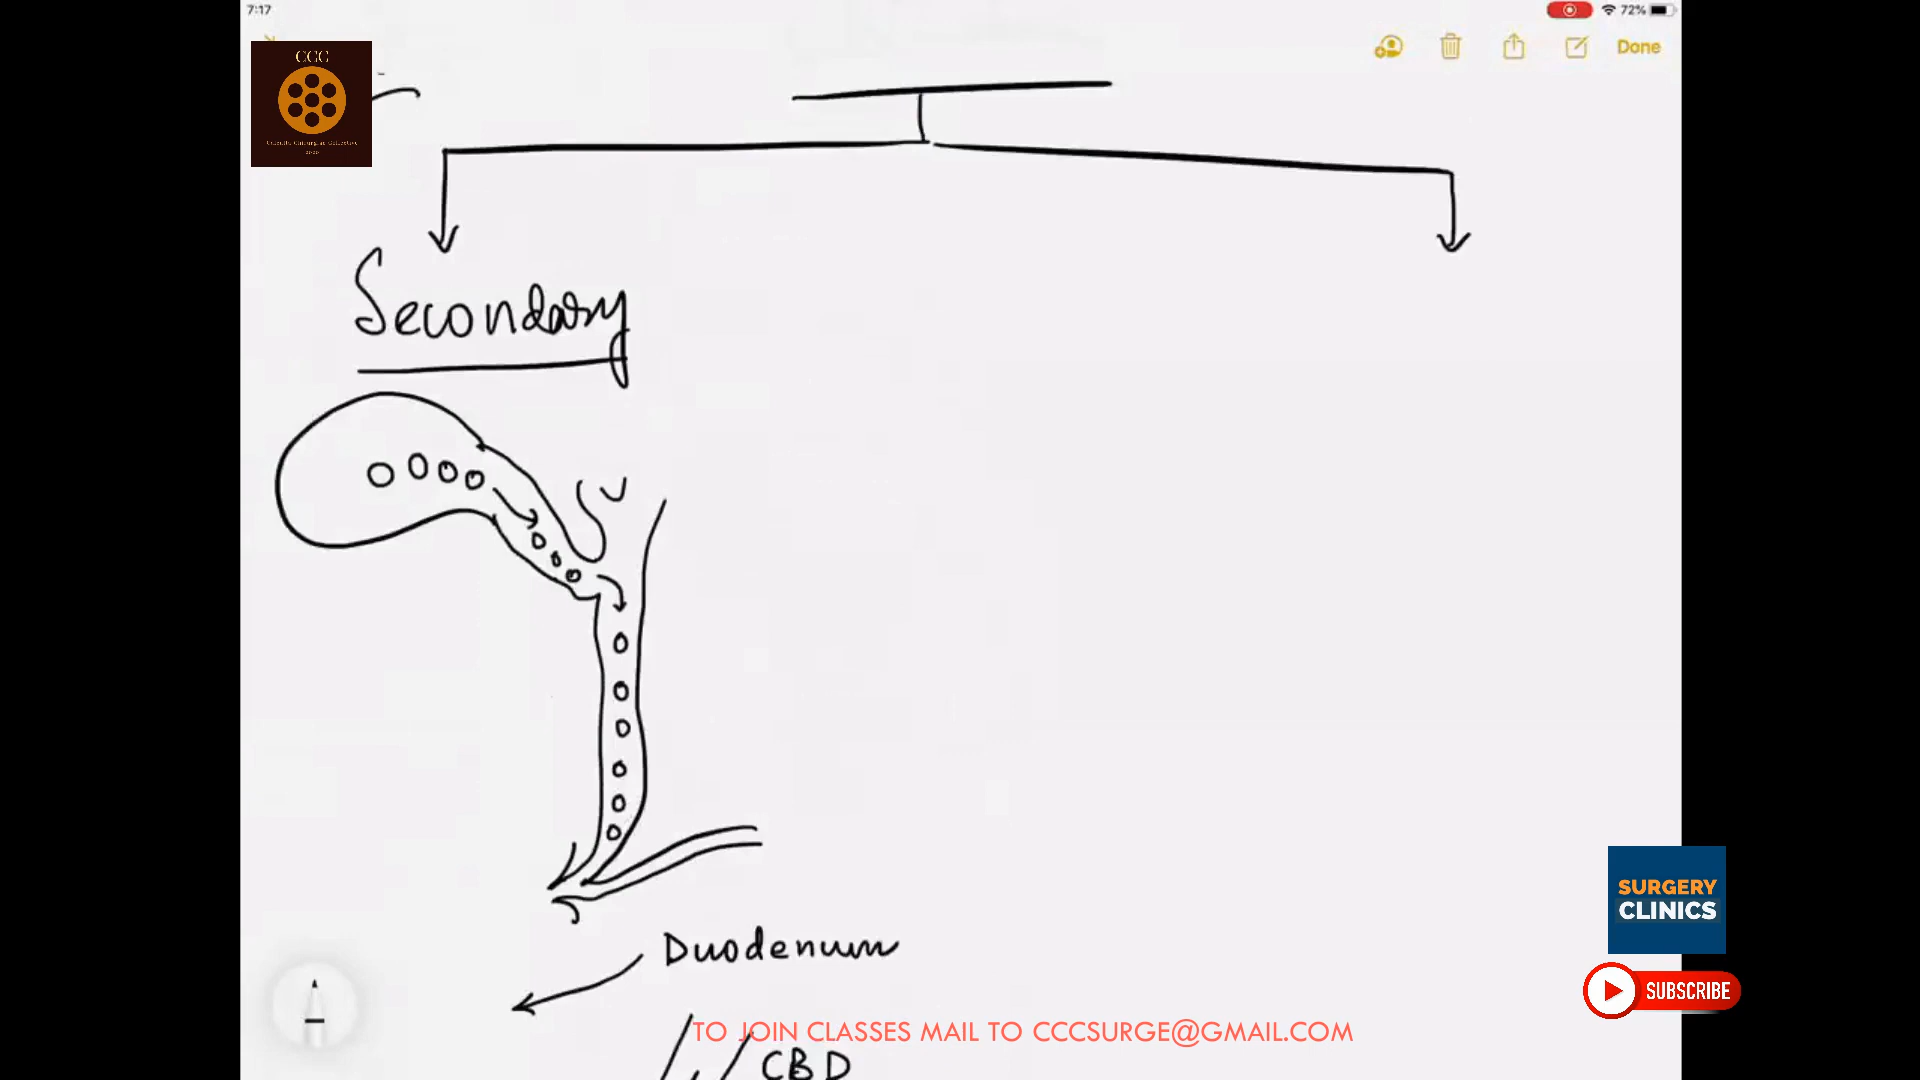 7:17
72%
Done
CCC
2020
Secondary
Duodenum
SURGERY
CLINICS
SUBSCRIBE
TO JOIN CLASSES MAIL TO CCCSURGE@GMAIL.COM
CBD